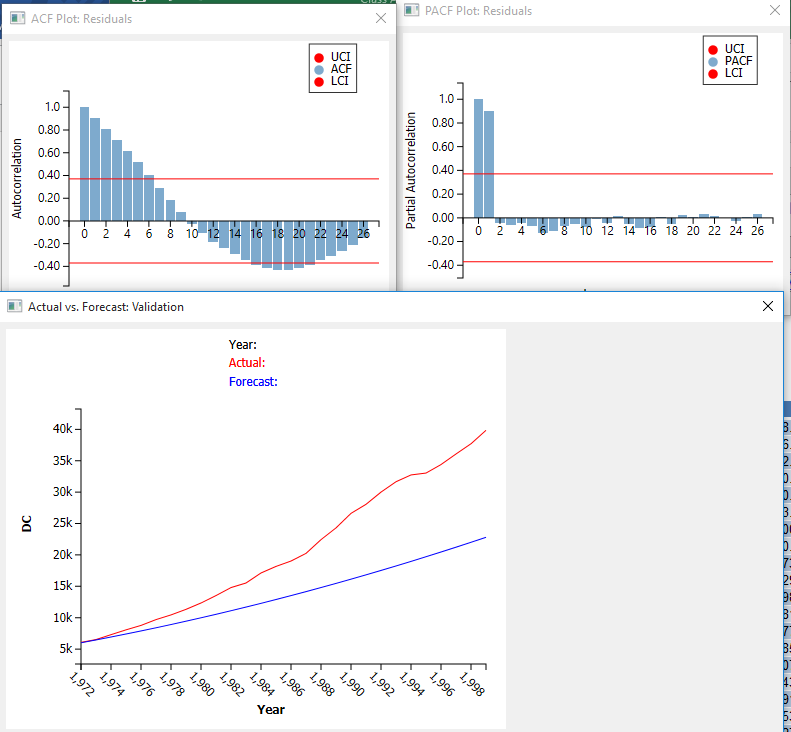 ACF Plot: Residuals
UCI
ACF
LCI
Autocorrelation
1.0
0.80
0.60
0.40
0.20
0.00
-0.20
-0.40
0 2 4 6 8 10 12 14 16 18 20 22 24 26
PACF Plot: Residuals
UCI
PACF
LCI
Partial Autocorrelation
1.0
0.80
0.60
0.40
0.20
0.00
-0.20
-0.40
0 2 4 6 8 10 12 14 16 18 20 22 24 26
Actual vs. Forecast: Validation
Year:
Actual:
Forecast:
DC
40k
35k
30k
25k
20k
15k
10k
5k
1,972 1,974 1,976 1,978 1,980 1,982 1,984 1,986 1,988 1,990 1,992 1,994 1,996 1,998
Year